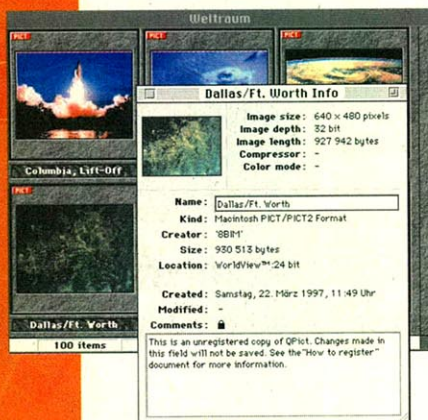 Weltraum
PICT
PICT
PICT
Columbia, Lift-Off
PICT
Dallas/Ft. Worth
100 items
Dallas/Ft. Worth Info
Image size: 640 x 480 pixels
Image depth: 32 bit
Image length: 927 942 bytes
Compressor: -
Color mode: -
Name: Dallas/Ft. Worth
Kind: Macintosh PICT/PICT2 Format
Creator: '8BIM'
Size: 930 513 bytes
Location: WorldView™:24 bit
Created: Samstag, 22. März 1997, 11:49 Uhr
Modified: -
Comments:
This is an unregistered copy of QPict. Changes made in
this field will not be saved. See the "How to register"
document for more information.